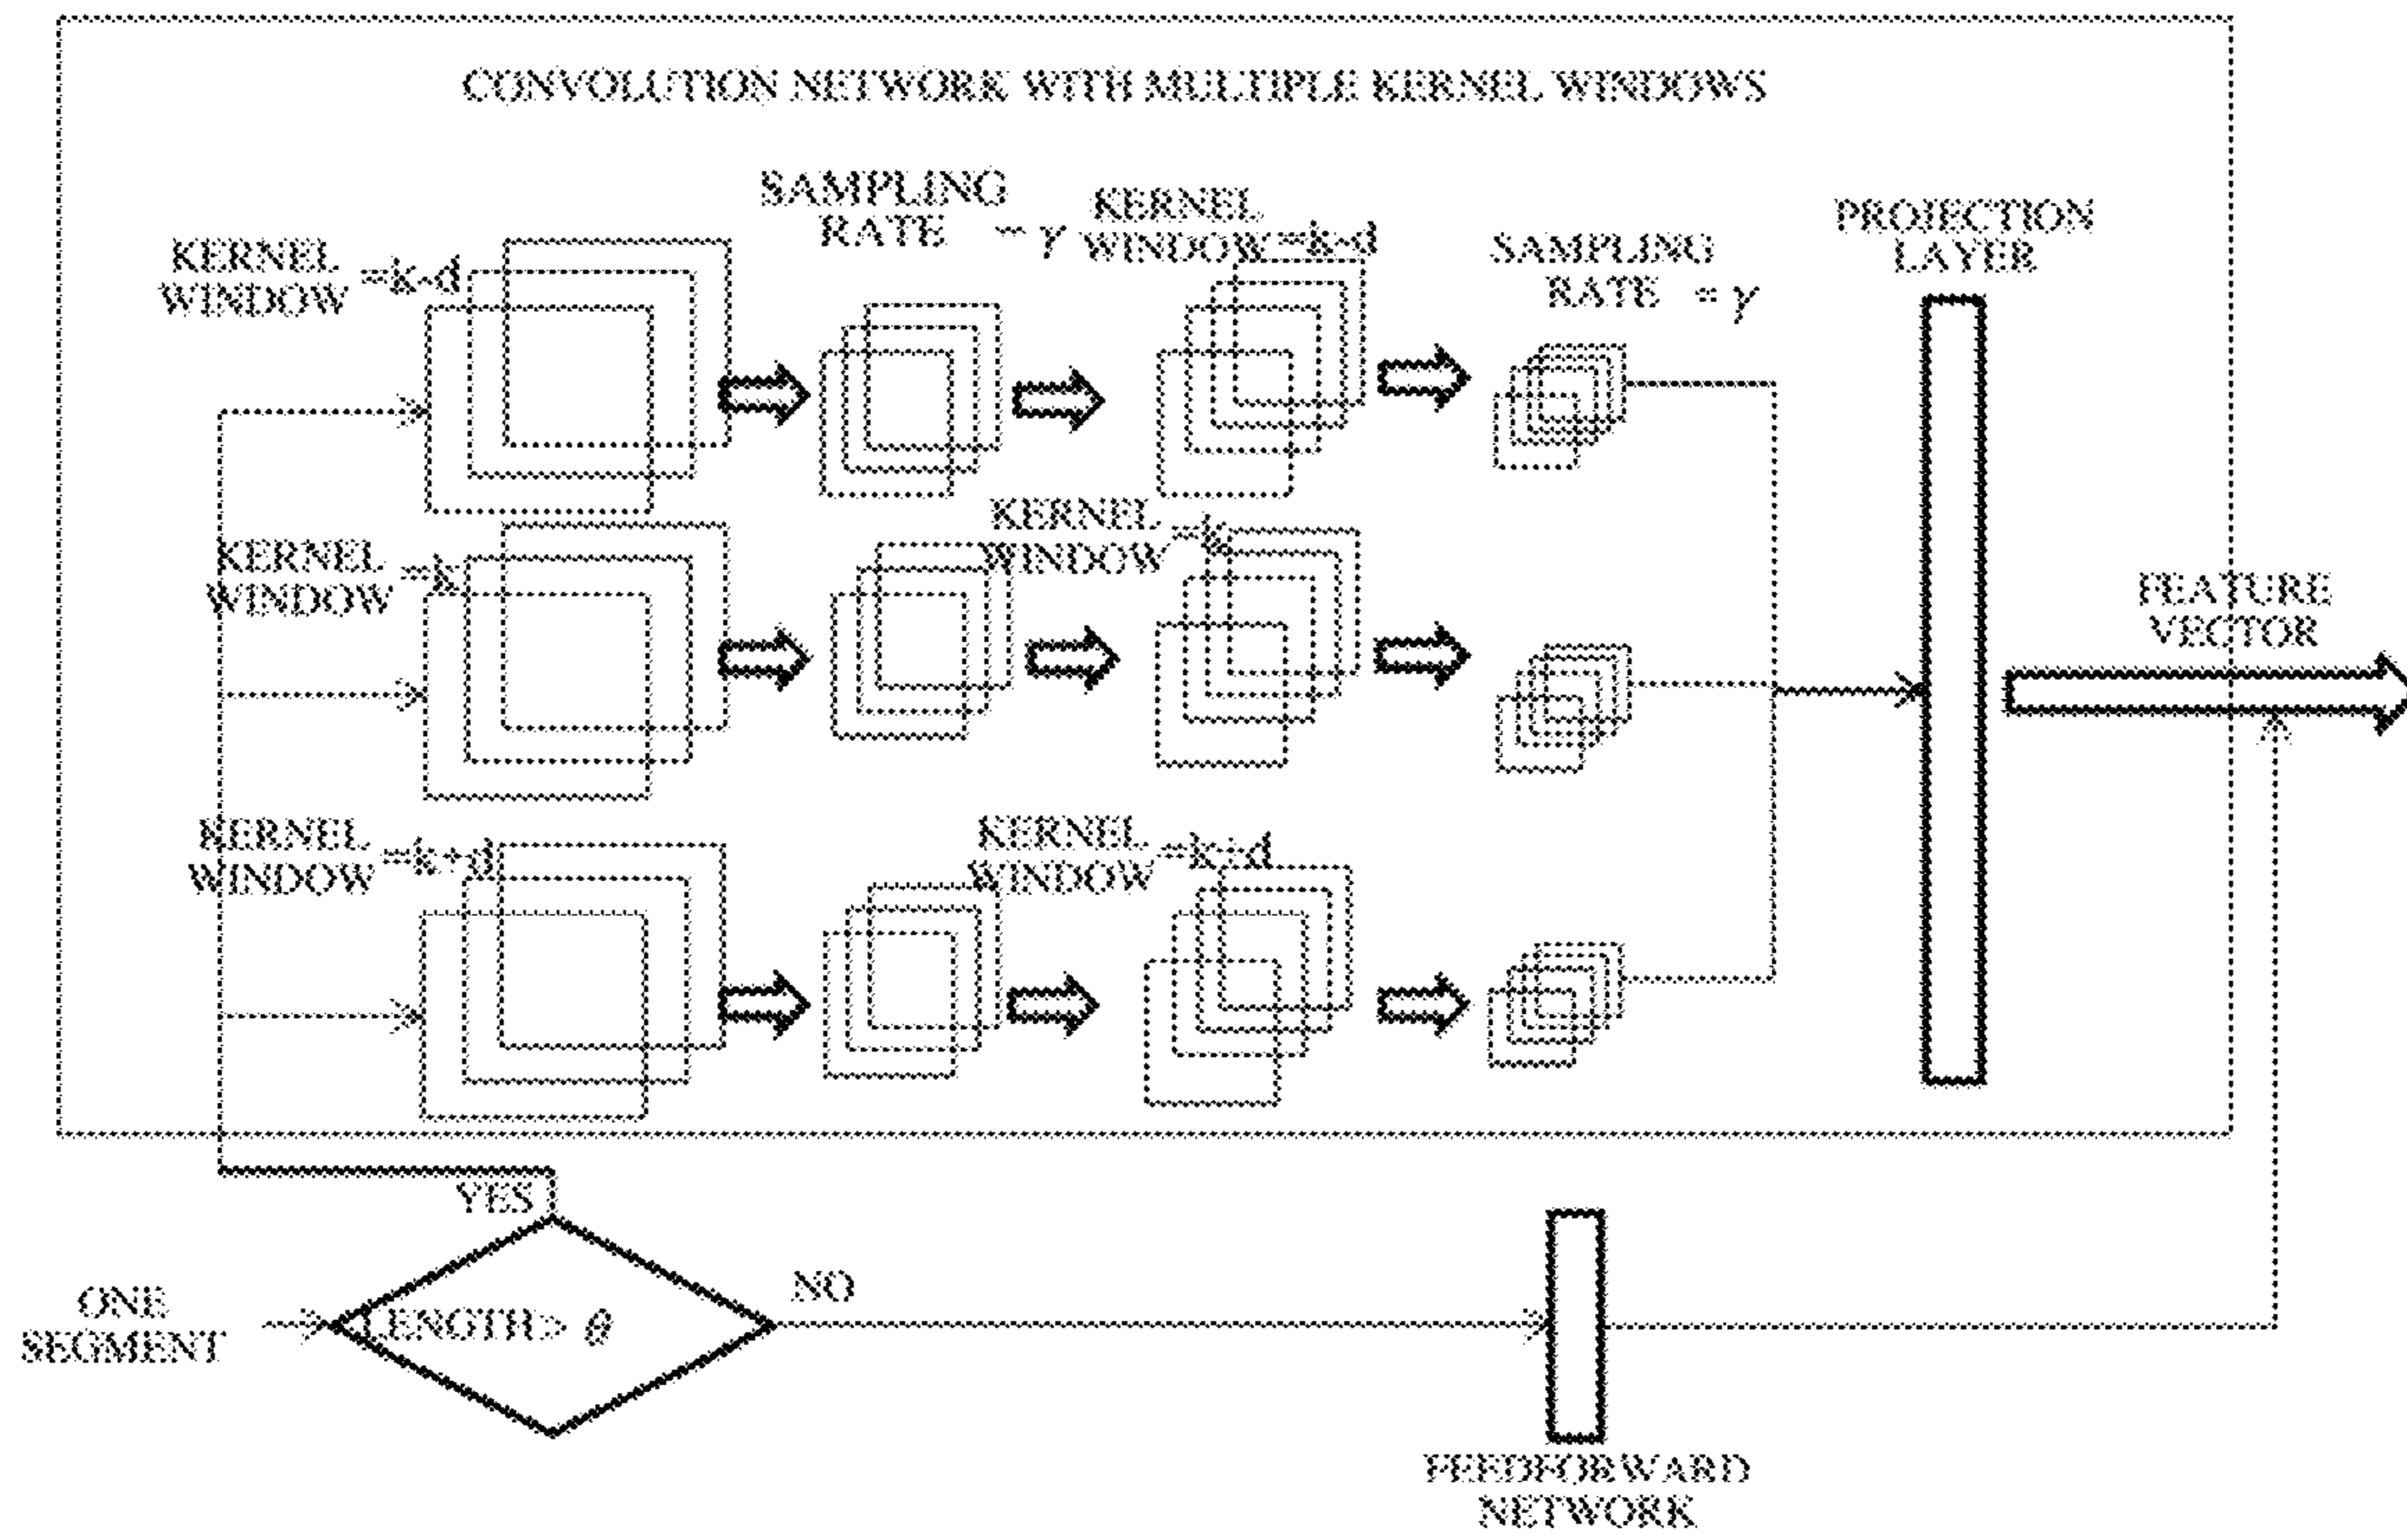 CONVOLUTION NETWORK WITH MULTIPLE KERNEL WINDOWS
KERNEL
WINDOW =k-d
SAMPLING
RATE = γ
KERNEL
WINDOW =k-d
SAMPLING
RATE = γ
PROJECTION
LAYER
KERNEL
WINDOW =k
KERNEL
WINDOW =k
FEATURE
VECTOR
KERNEL
WINDOW =k+d
KERNEL
WINDOW =k+d
YES
ONE
SEGMENT
LENGTH> θ
NO
FEEDFORWARD
NETWORK